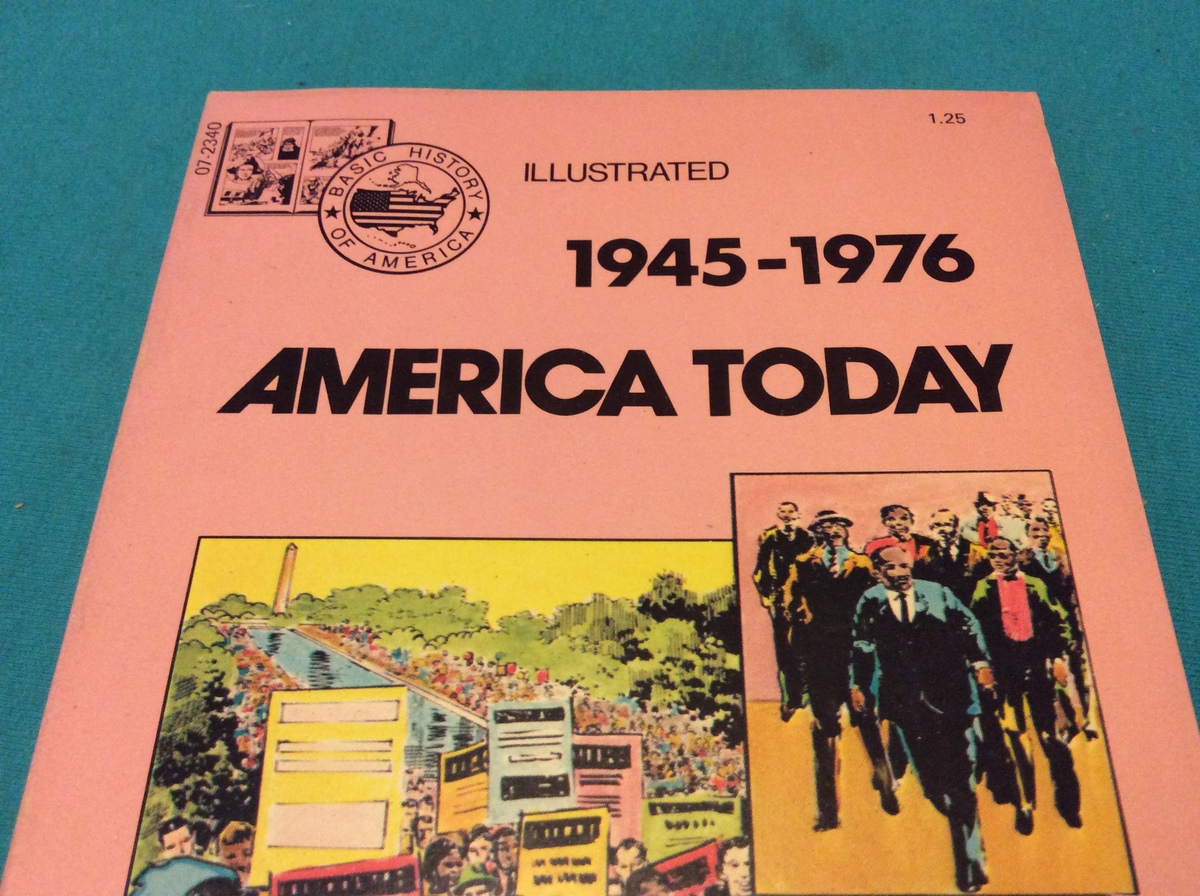 07-2340
BASIC HISTORY
OF AMERICA
1.25
ILLUSTRATED
1945-1976
AMERICA TODAY